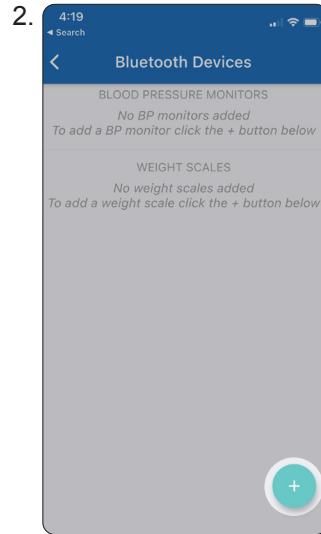 2.
4:19
◂ Search
Bluetooth Devices
BLOOD PRESSURE MONITORS
No BP monitors added
To add a BP monitor click the + button below
WEIGHT SCALES
No weight scales added
To add a weight scale click the + button below
+